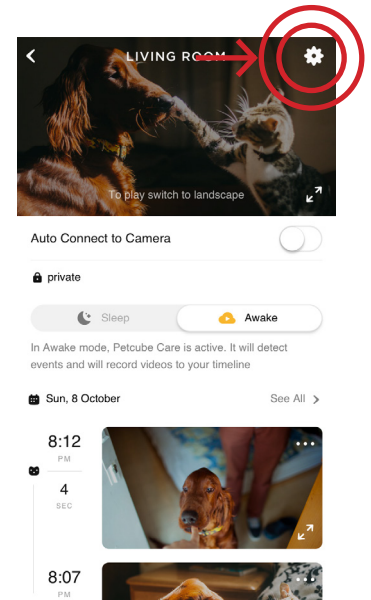 LIVING ROOM
To play switch to landscape
Auto Connect to Camera
private
Sleep
Awake
In Awake mode, Petcube Care is active. It will detect
events and will record videos to your timeline
Sun, 8 October
See All
8:12
PM
4
SEC
8:07
PM